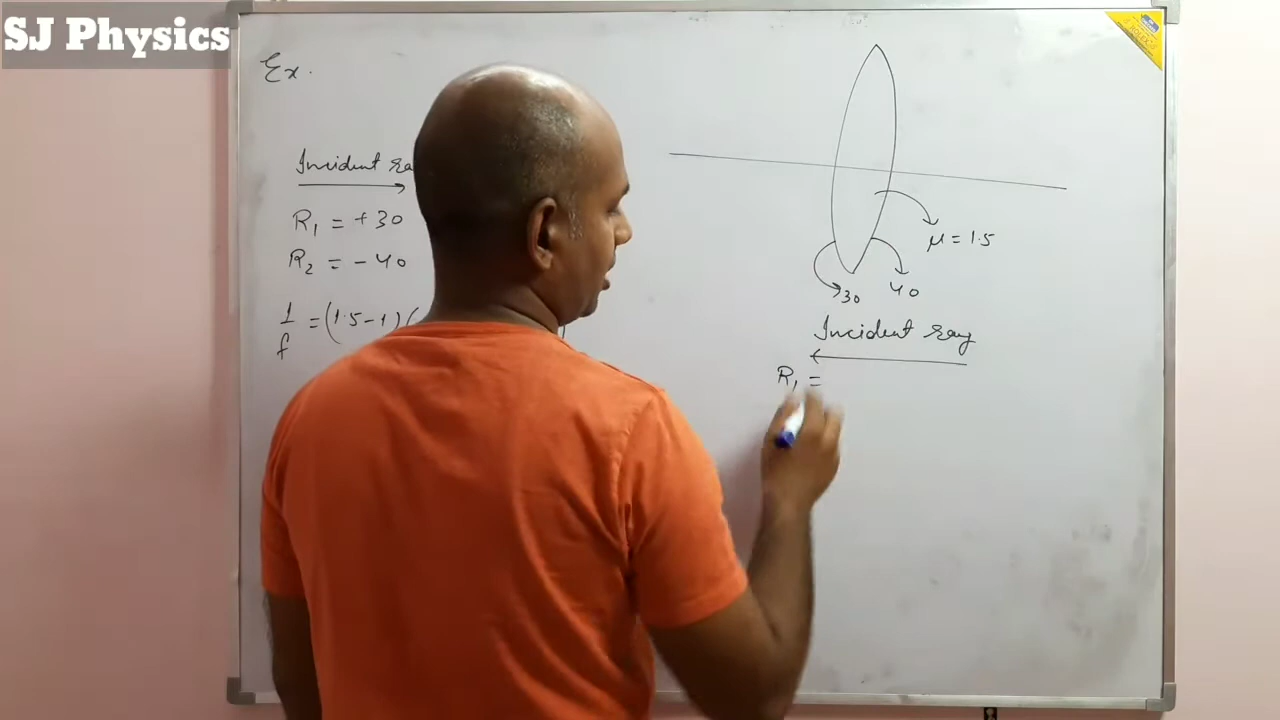 SJ Physics
Ex.
Incident
R₁ = +30
R₂ = -40
1/f = (1.5-1)(
μ = 1.5
30
40
Incident ray
R₁ =